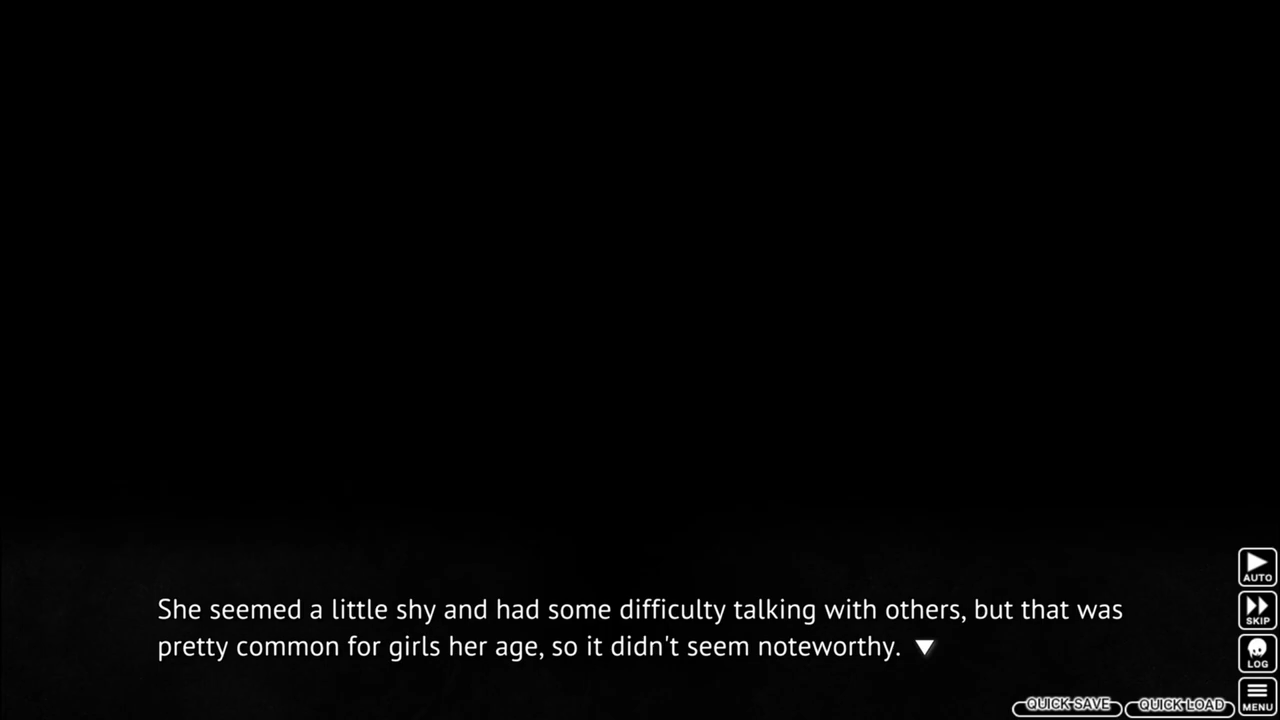 She seemed a little shy and had some difficulty talking with others, but that was
pretty common for girls her age, so it didn't seem noteworthy.
AUTO
SKIP
LOG
MENU
QUICK SAVE QUICK LOAD